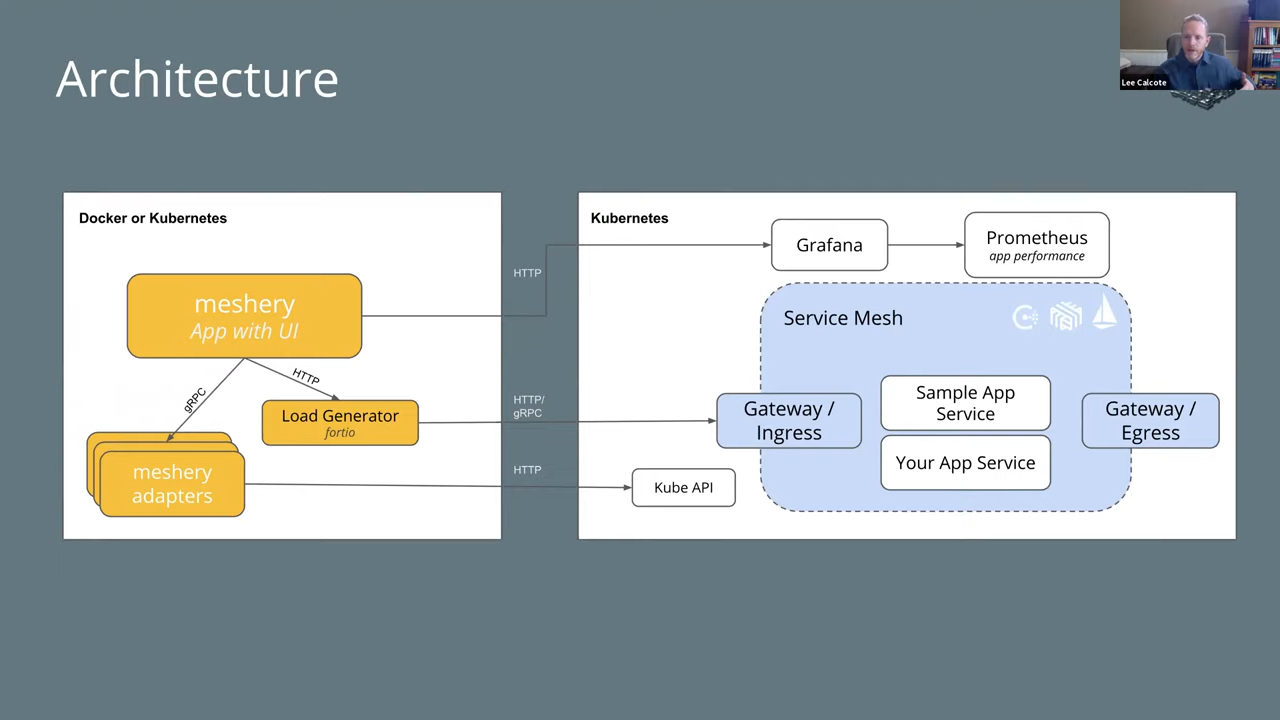 Architecture
Lee Calcote
Docker or Kubernetes
meshery
App with UI
gRPC
HTTP
Load Generator
fortio
meshery
adapters
HTTP
HTTP/
gRPC
HTTP
Kubernetes
Grafana
Prometheus
app performance
Service Mesh
Gateway /
Ingress
Sample App
Service
Your App Service
Gateway /
Egress
Kube API